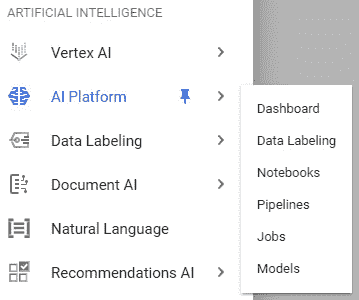 ARTIFICIAL INTELLIGENCE
Vertex AI
AI Platform
Data Labeling
Document AI
Natural Language
Recommendations AI
Dashboard
Data Labeling
Notebooks
Pipelines
Jobs
Models